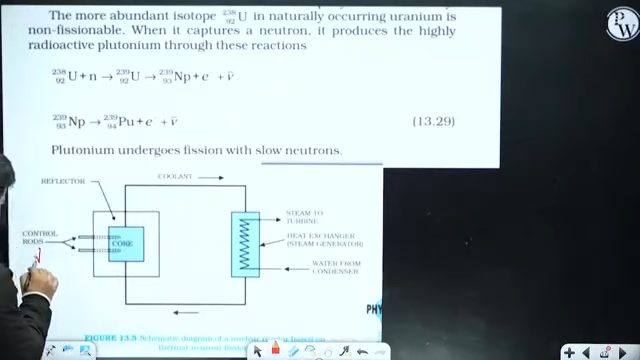 The more abundant isotope ²³⁸₉₂U in naturally occurring uranium is
non-fissionable. When it captures a neutron, it produces the highly
radioactive plutonium through these reactions
²³⁸₉₂U + n → ²³⁹₉₂U → ²³⁹₉₃Np + e⁻ + ν̄
²³⁹₉₃Np → ²³⁹₉₄Pu + e⁻ + ν̄ (13.29)
Plutonium undergoes fission with slow neutrons.
REFLECTOR
COOLANT
CONTROL
RODS
CORE
STEAM TO
TURBINE
HEAT EXCHANGER
(STEAM GENERATOR)
WATER FROM
CONDENSER
PHY
FIGURE 13.5 Schematic diagram of a nuclear based on
thermal neutron
P
W